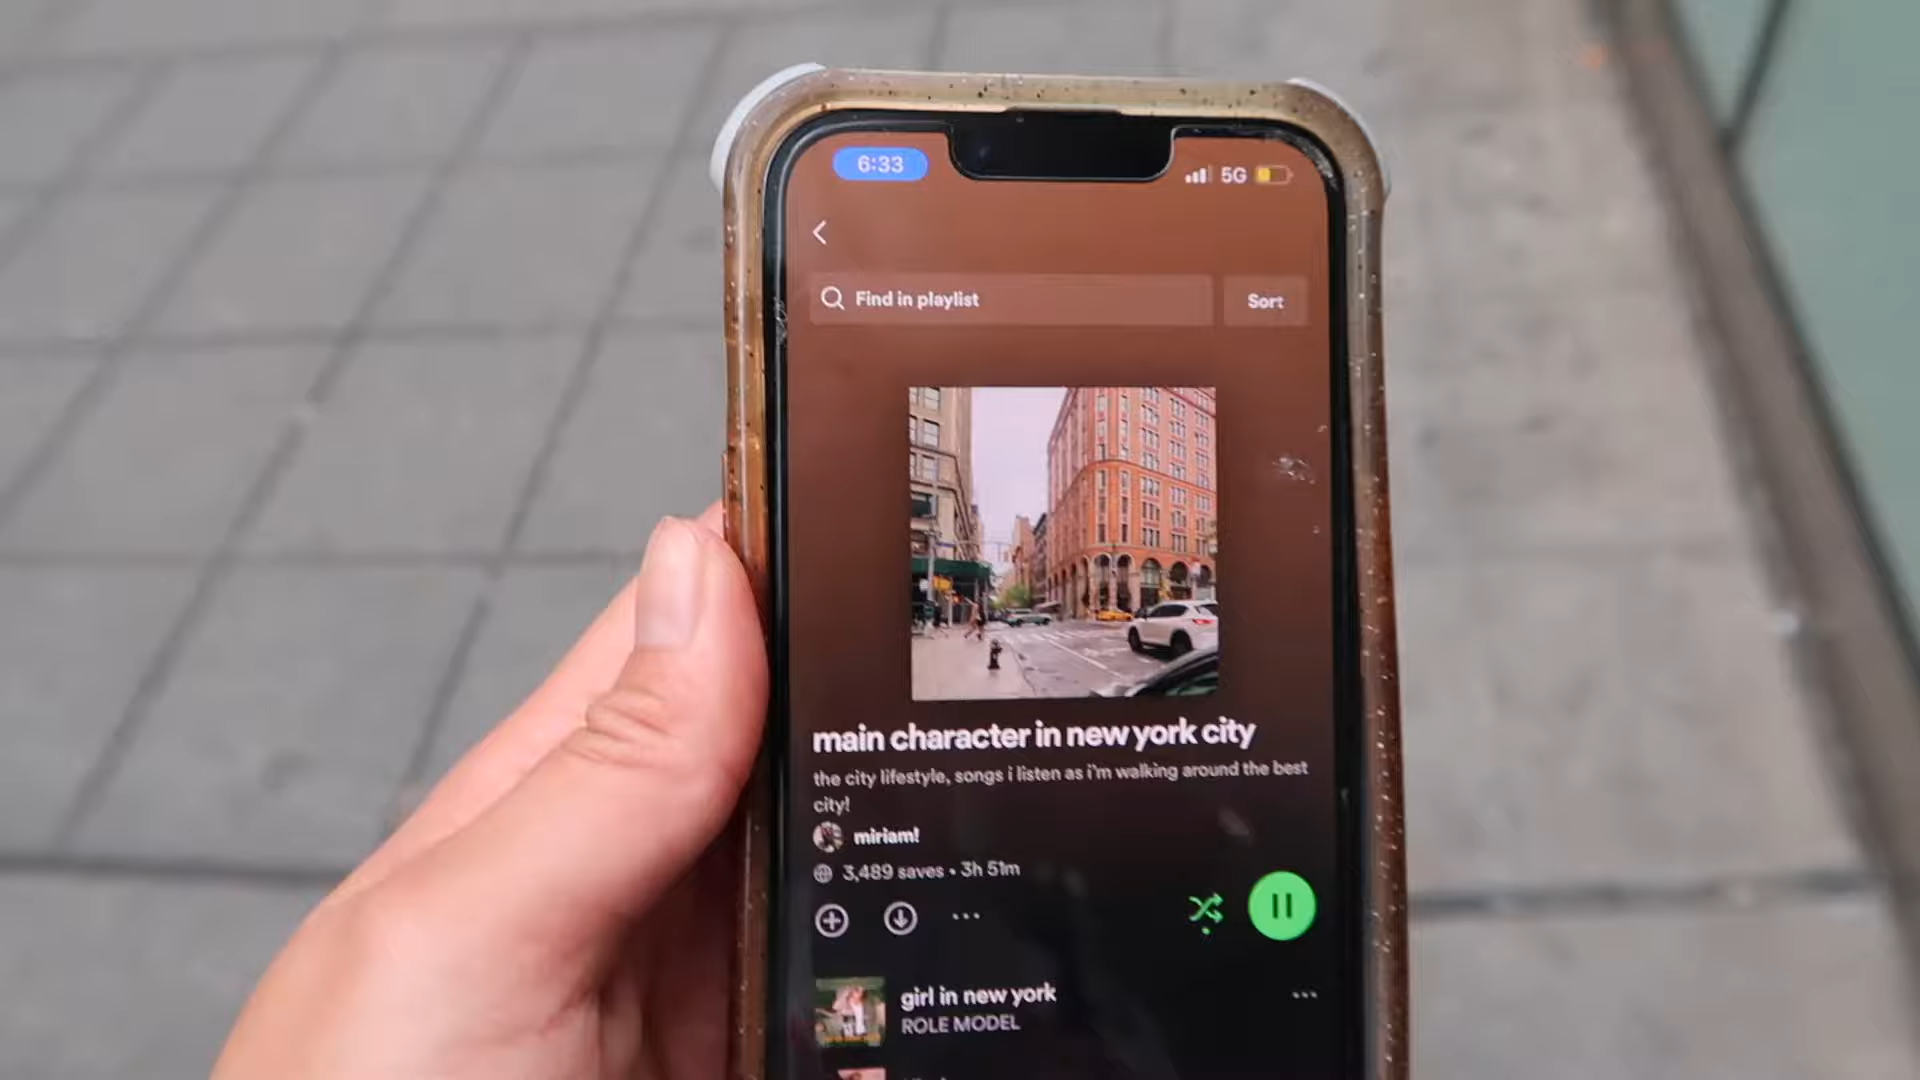 6:33
5G
Find in playlist
Sort
main character in new york city
the city lifestyle, songs i listen as i'm walking around the best
city!
miriam!
3,489 saves • 3h 51m
girl in new york
ROLE MODEL